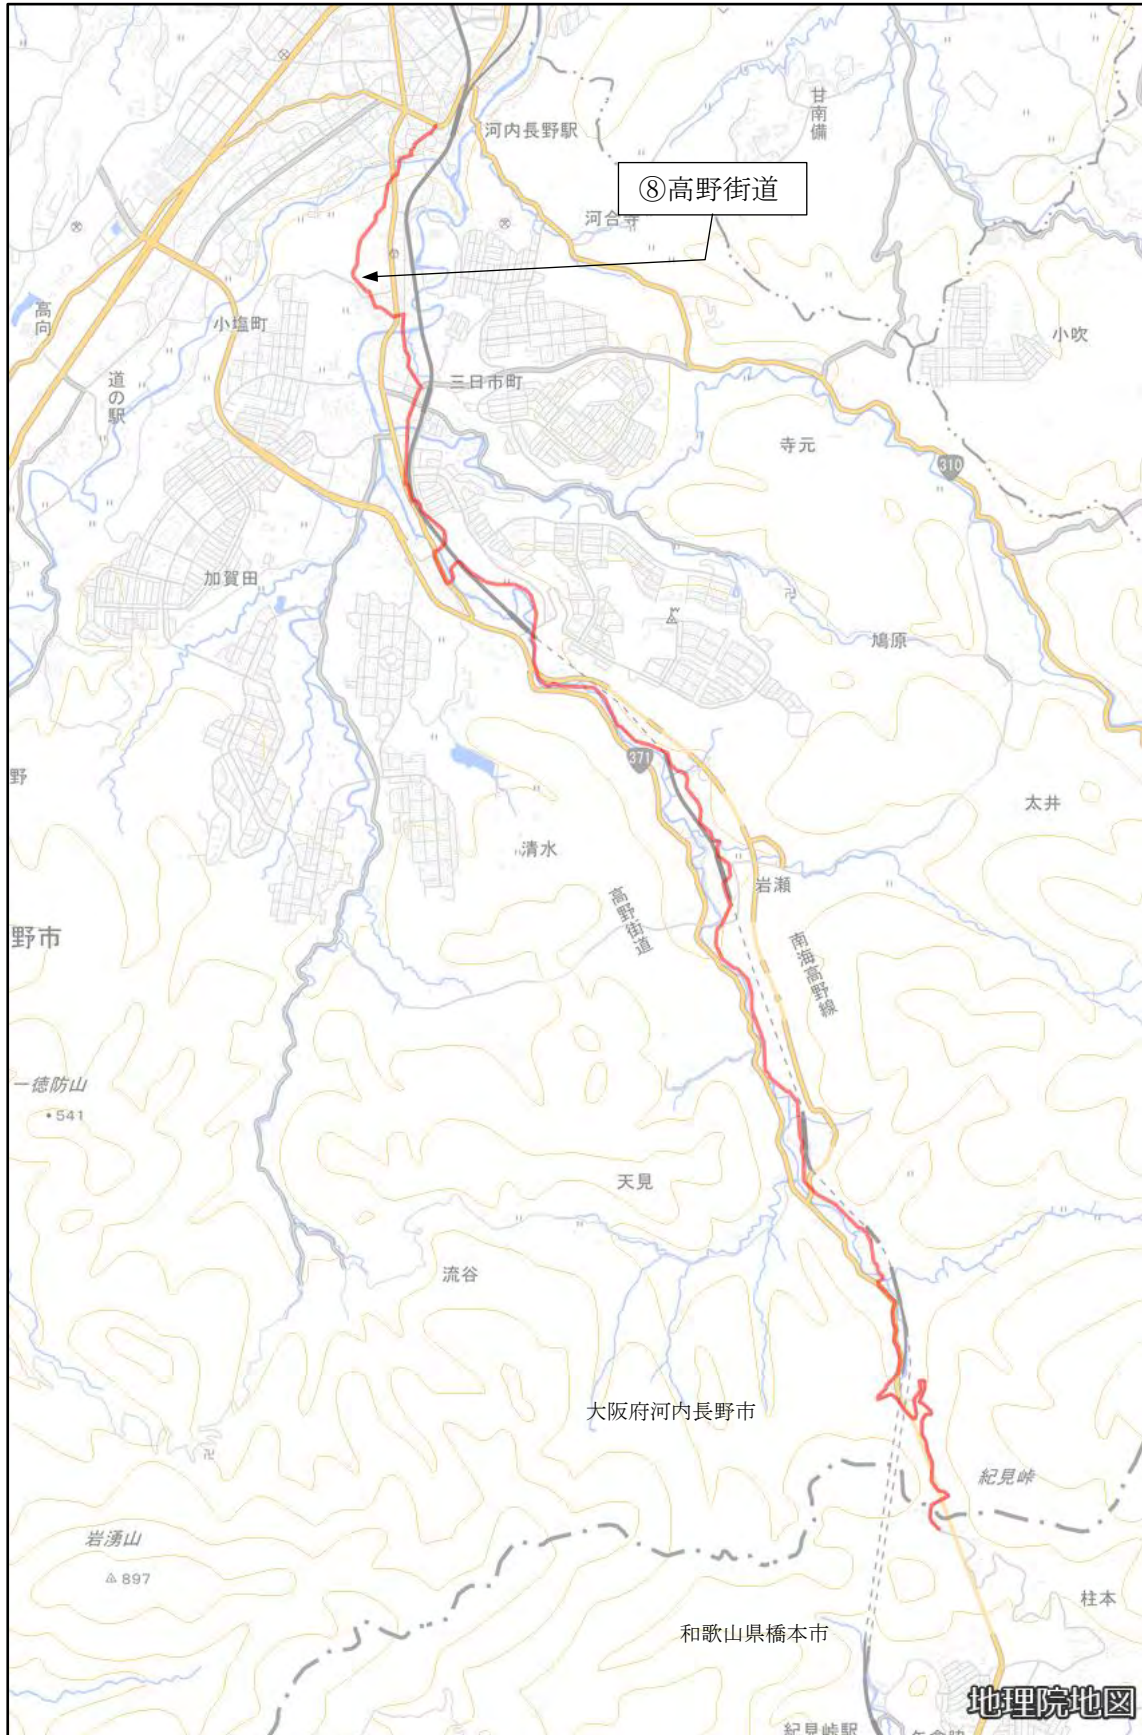 河内長野駅
甘南備
⑧高野街道
河合寺
高向
小塩町
小吹
道の駅
三日市町
寺元
310
加賀田
鳩原
371
野
太井
清水
岩瀬
高野街道
野市
南海高野線
一徳防山
541
天見
流谷
大阪府河内長野市
紀見峠
岩湧山
897
柱本
和歌山県橋本市
地理院地図
紀見峠駅